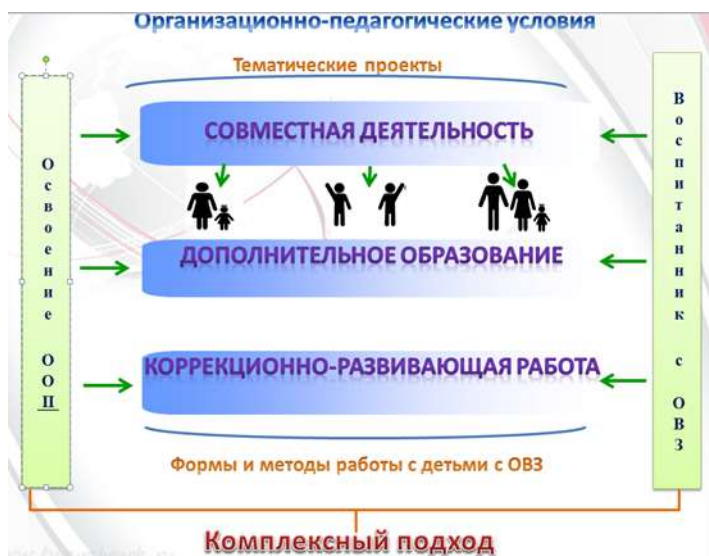 Организационно-педагогические условия
Тематические проекты
СОВМЕСТНАЯ ДЕЯТЕЛЬНОСТЬ
ДОПОЛНИТЕЛЬНОЕ ОБРАЗОВАНИЕ
КОРРЕКЦИОННО-РАЗВИВАЮЩАЯ РАБОТА
Формы и методы работы с детьми с ОВЗ
Освоение ООП
Воспитанник с ОВЗ
Комплексный подход